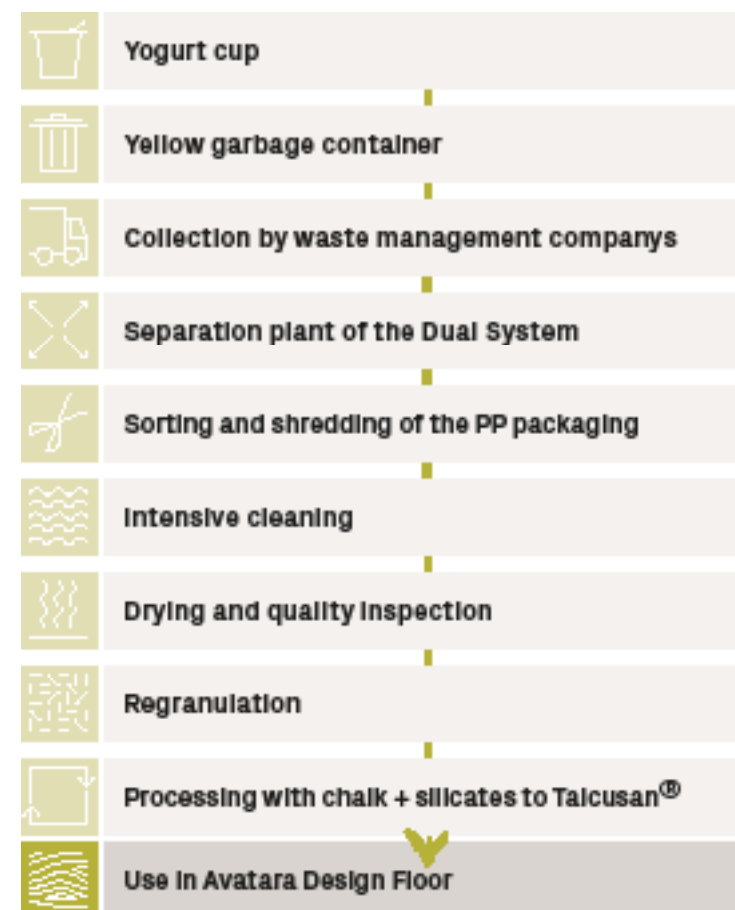 Yogurt cup
Yellow garbage container
Collection by waste management companys
Separation plant of the Dual System
Sorting and shredding of the PP packaging
Intensive cleaning
Drying and quality inspection
Regranulation
Processing with chalk + silicates to Talcusan®
Use in Avatara Design Floor